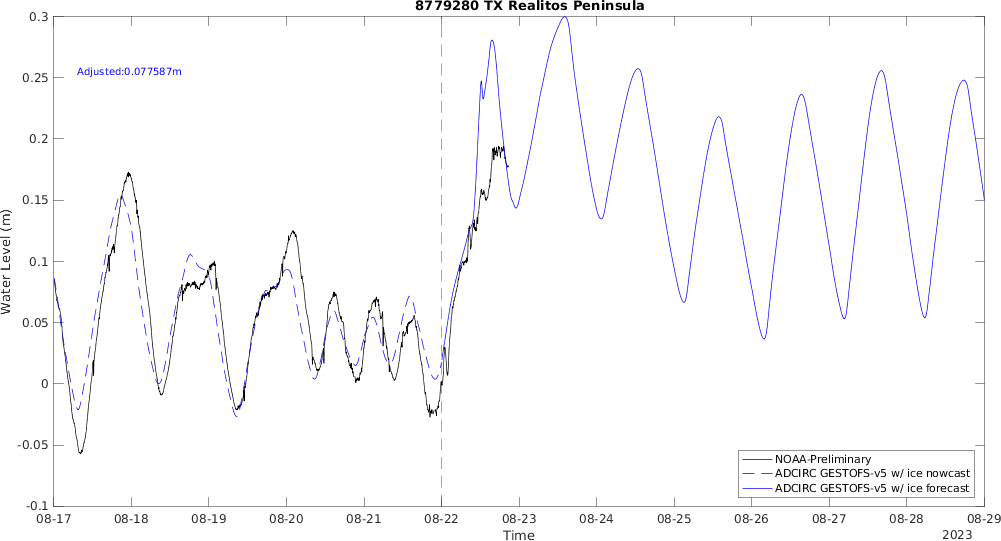 8779280 TX Realitos Peninsula
0.3
0.25
0.2
0.15
0.1
0.05
0
-0.05
-0.1
Water Level (m)
Adjusted:0.077587m
NOAA-Preliminary
ADCIRC GESTOFS-v5 w/ ice nowcast
ADCIRC GESTOFS-v5 w/ ice forecast
08-17 08-18 08-19 08-20 08-21 08-22 08-23 08-24 08-25 08-26 08-27 08-28 08-29
Time
2023